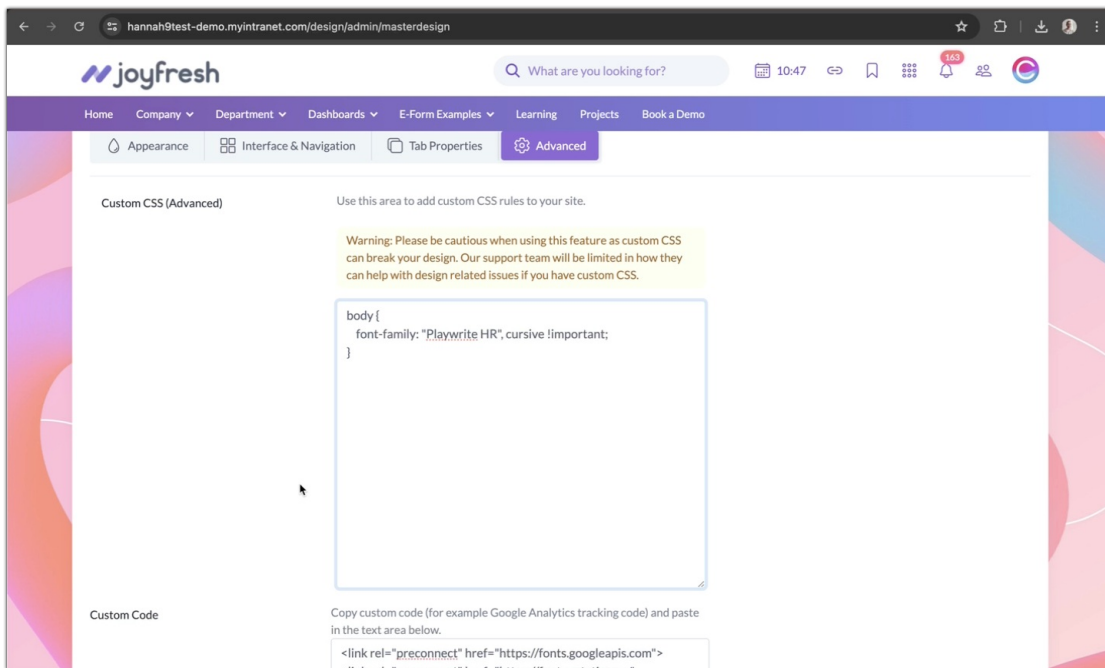 hannah9test-demo.myintranet.com/design/admin/masterdesign
joyfresh
What are you looking for?
10:47
163
Home Company Department Dashboards E-Form Examples Learning Projects Book a Demo
Appearance Interface & Navigation Tab Properties Advanced
Custom CSS (Advanced)
Use this area to add custom CSS rules to your site.
Warning: Please be cautious when using this feature as custom CSS
can break your design. Our support team will be limited in how they
can help with design related issues if you have custom CSS.
body {
font-family: "Playwrite HR", cursive !important;
}
Custom Code
Copy custom code (for example Google Analytics tracking code) and paste
in the text area below.
<link rel="preconnect" href="https://fonts.googleapis.com">